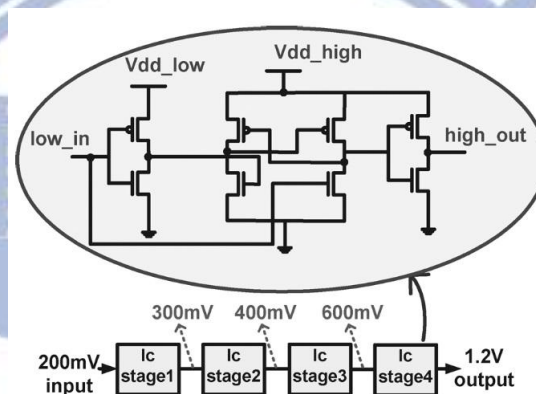 Vdd_low
Vdd_high
low_in
high_out
300mV
400mV
600mV
200mV
input
lc
stage1
lc
stage2
lc
stage3
lc
stage4
1.2V
output